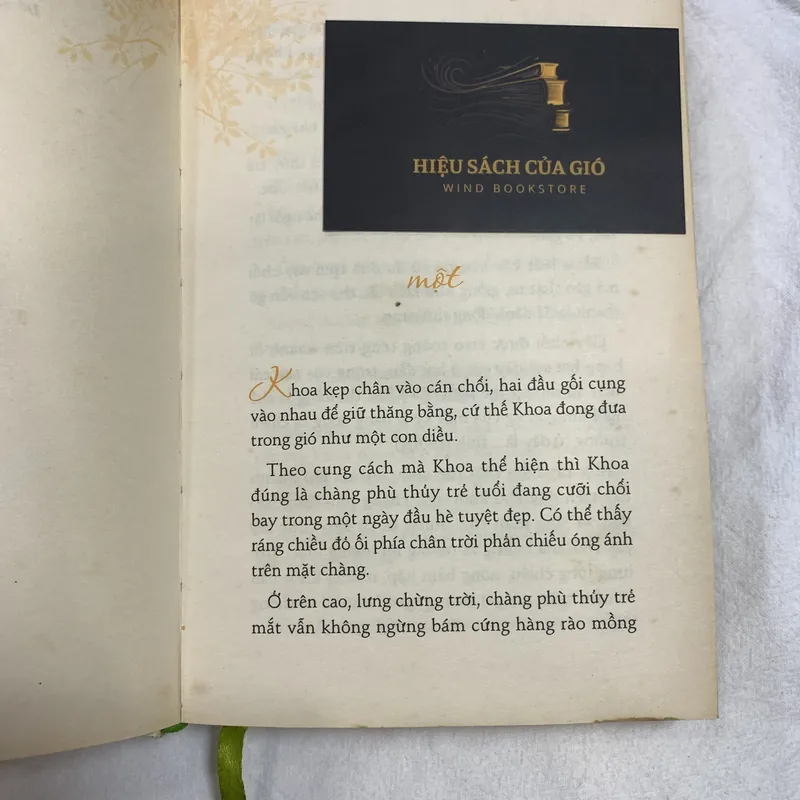 HIỆU SÁCH CỦA GIÓ
WIND BOOKSTORE
một
Khoa kẹp chân vào cán chổi, hai đầu gối cụng
vào nhau để giữ thăng bằng, cứ thế Khoa đong đưa
trong gió như một con diều.
Theo cung cách mà Khoa thể hiện thì Khoa
đúng là chàng phù thủy trẻ tuổi đang cưỡi chổi
bay trong một ngày đầu hè tuyệt đẹp. Có thể thấy
ráng chiều đỏ ối phía chân trời phản chiếu óng ánh
trên mặt chàng.
Ở trên cao, lưng chừng trời, chàng phù thủy trẻ
mắt vẫn không ngừng bám cứng hàng rào mồng